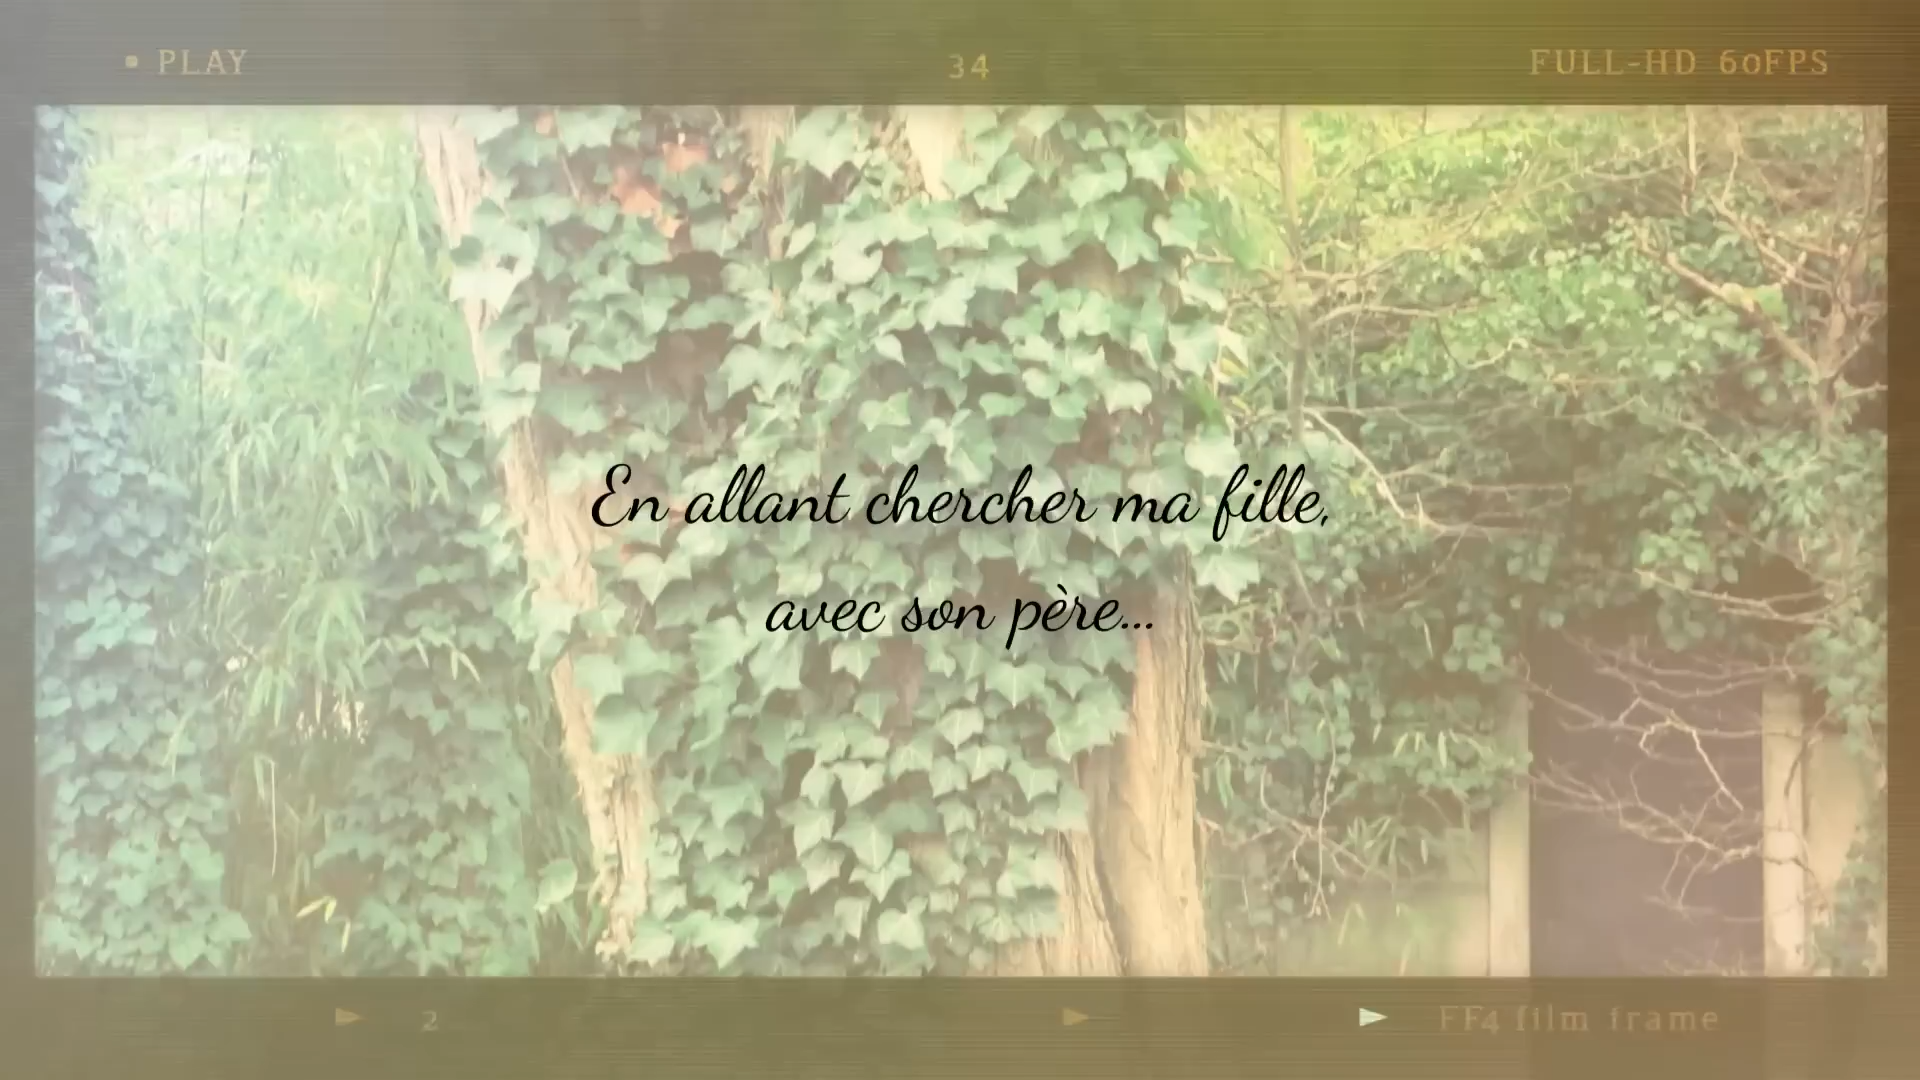 • PLAY 34 FULL-HD 60FPS
En allant chercher ma fille,
avec son père...
2 FF4 film frame